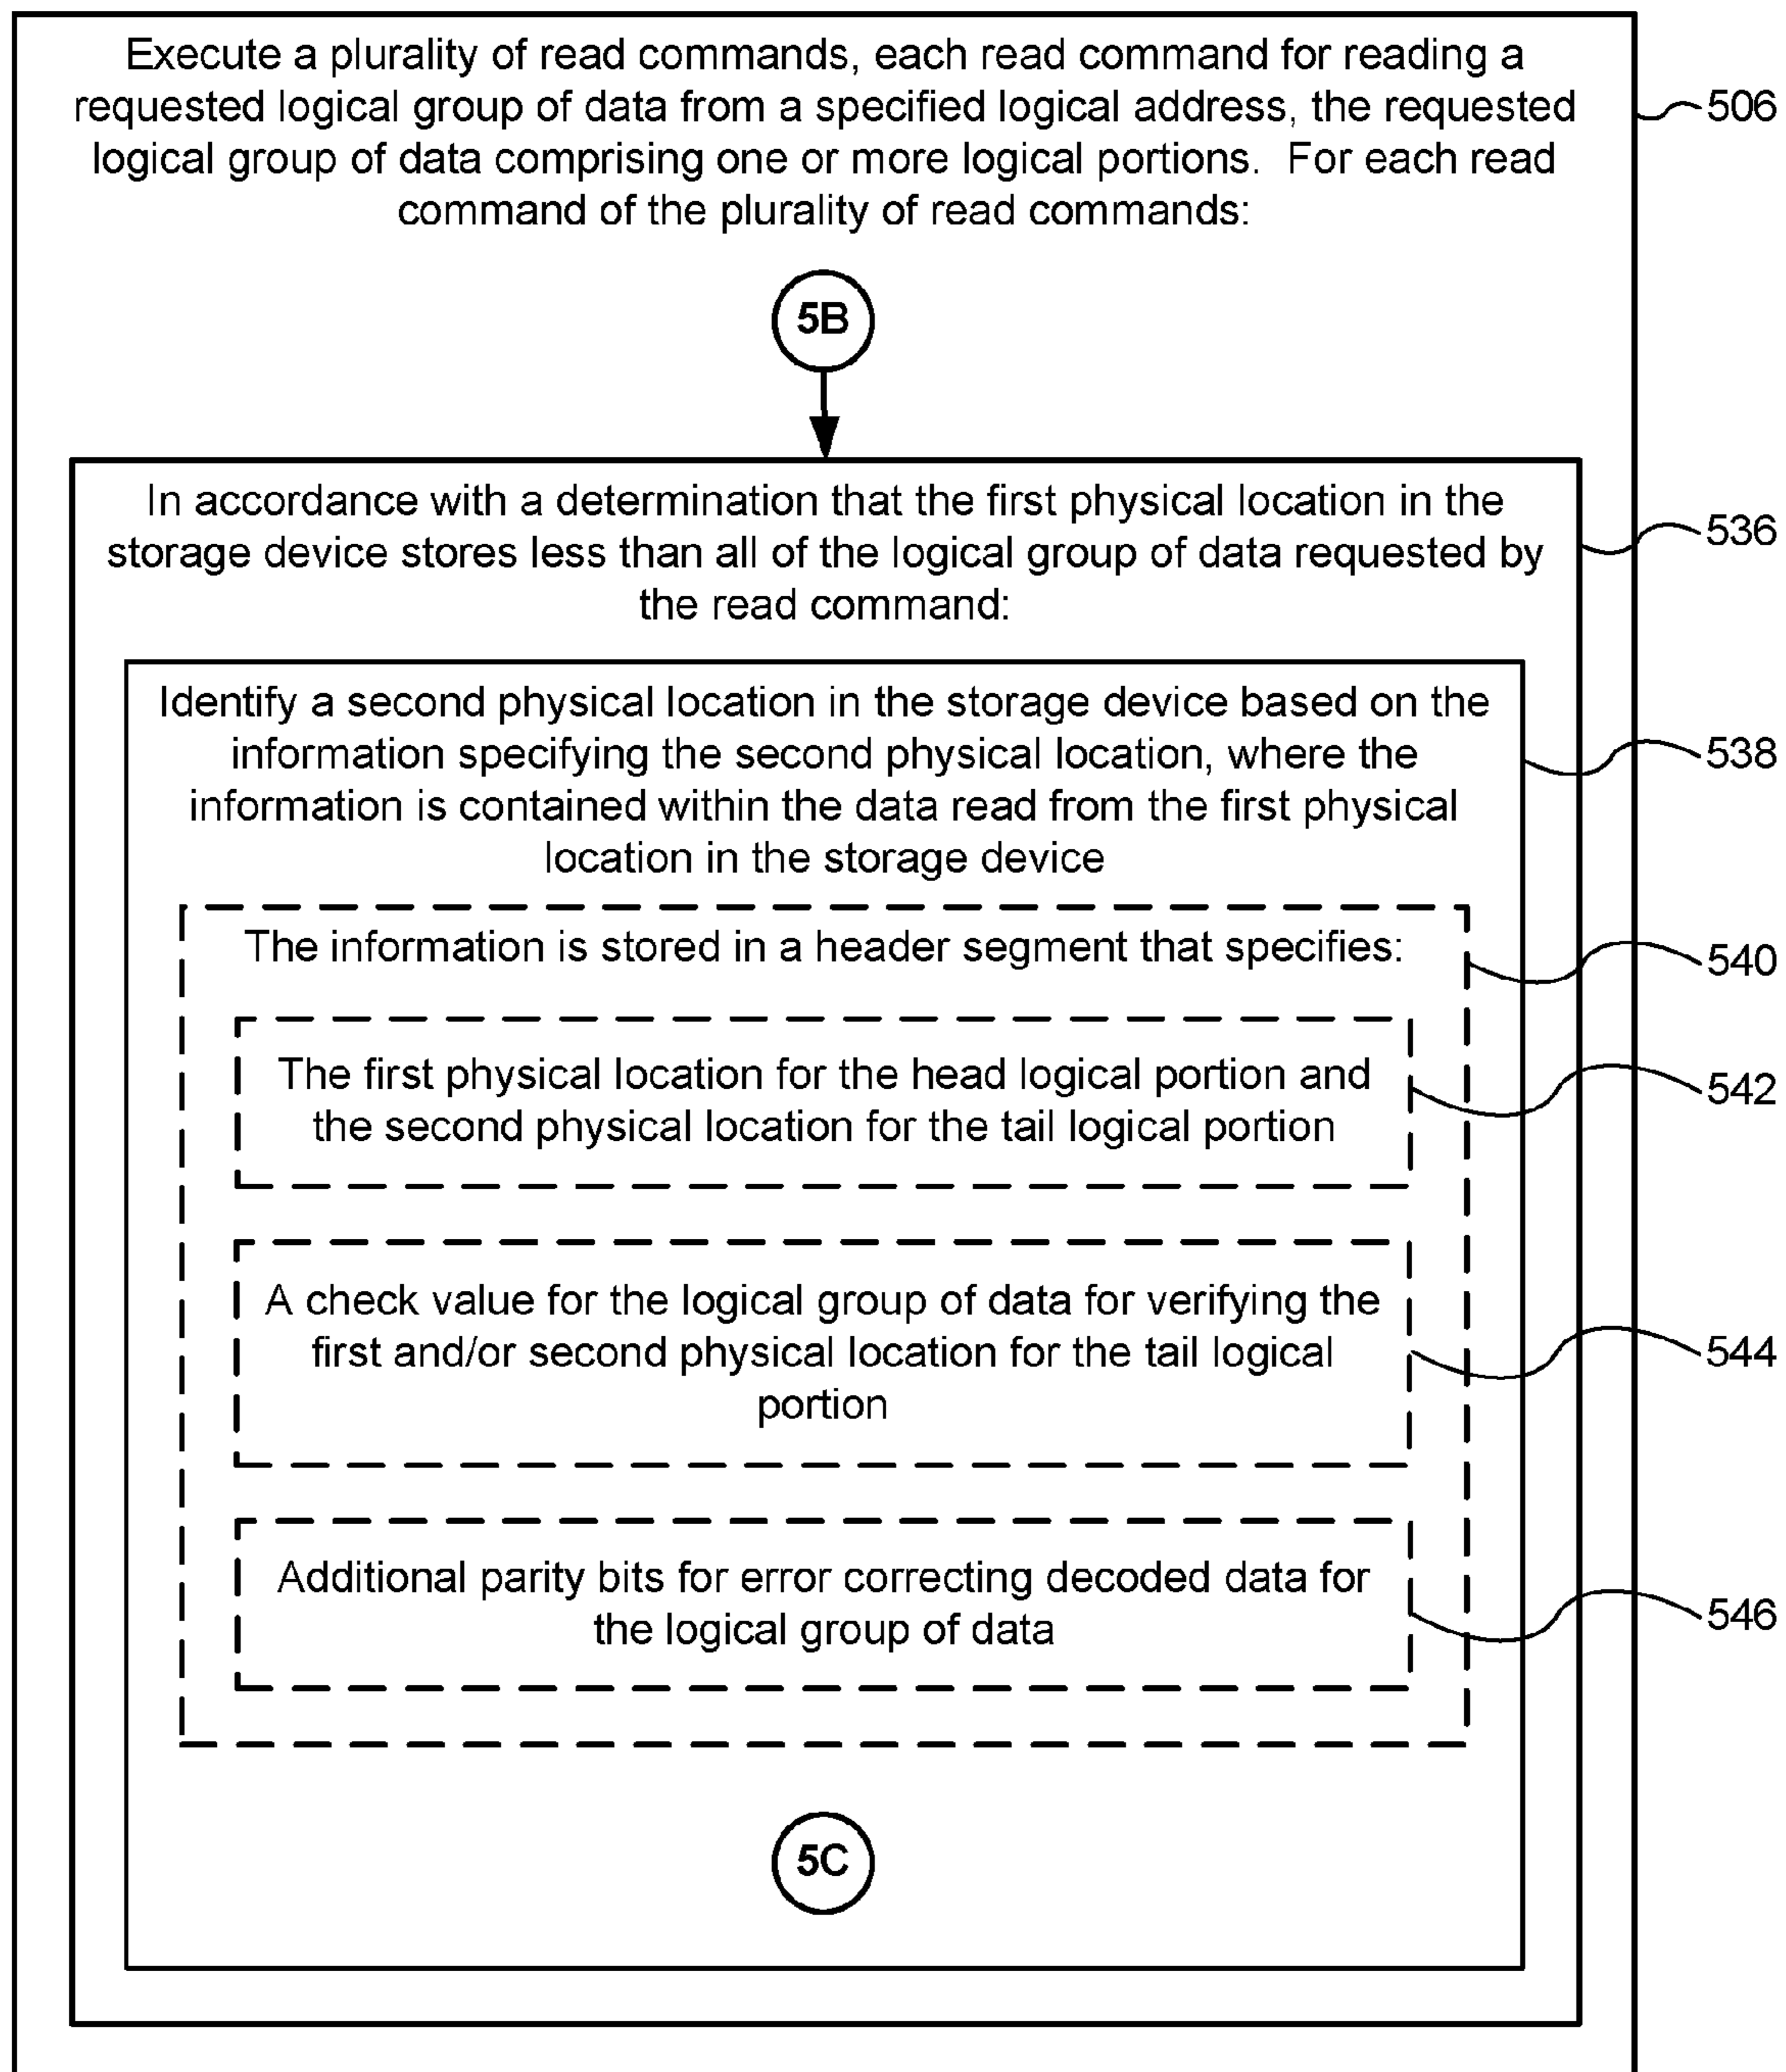 Execute a plurality of read commands, each read command for reading a
requested logical group of data from a specified logical address, the requested
logical group of data comprising one or more logical portions.  For each read
command of the plurality of read commands:
506
5B
In accordance with a determination that the first physical location in the
storage device stores less than all of the logical group of data requested by
the read command:
536
Identify a second physical location in the storage device based on the
information specifying the second physical location, where the
information is contained within the data read from the first physical
location in the storage device
538
The information is stored in a header segment that specifies:
540
The first physical location for the head logical portion and
the second physical location for the tail logical portion
542
A check value for the logical group of data for verifying the
first and/or second physical location for the tail logical
portion
544
Additional parity bits for error correcting decoded data for
the logical group of data
546
5C